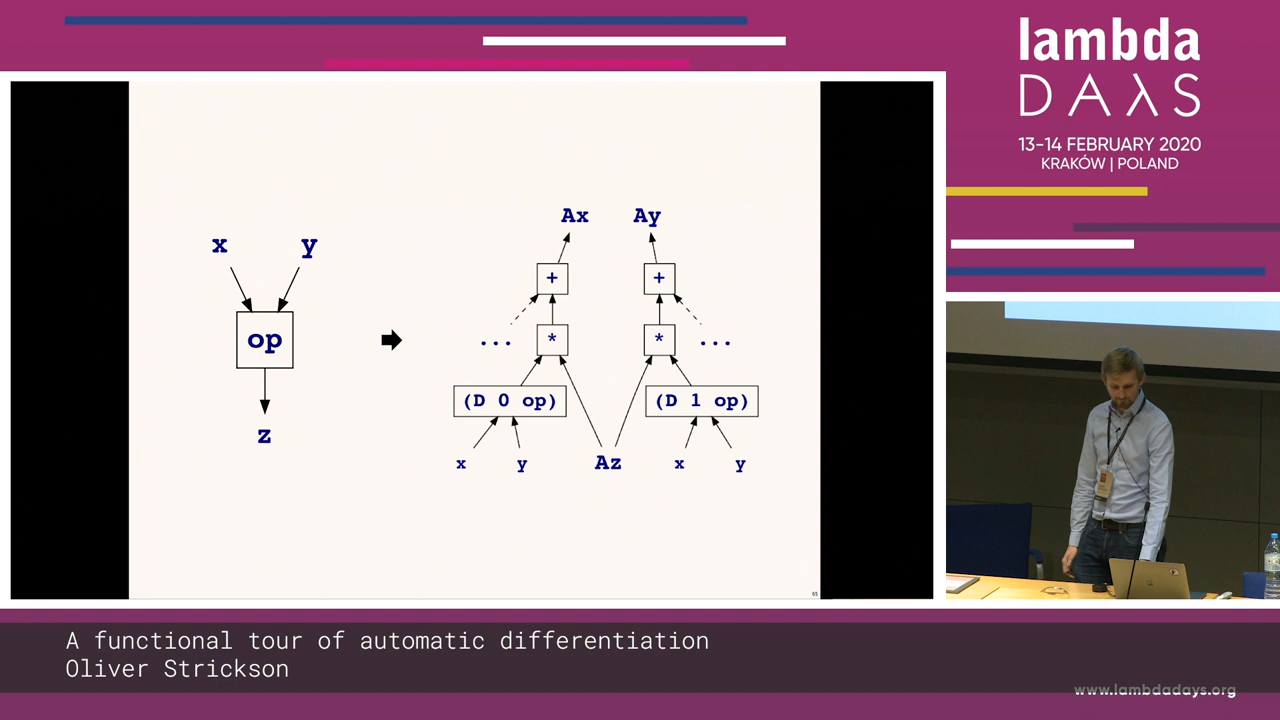 lambda
DAλS
13–14 FEBRUARY 2020
KRAKÓW | POLAND
Ax Ay
x y
+ +
op
... * * ...
(D 0 op) (D 1 op)
z
x y Az x y
65
A functional tour of automatic differentiation
Oliver Strickson
www.lambdadays.org